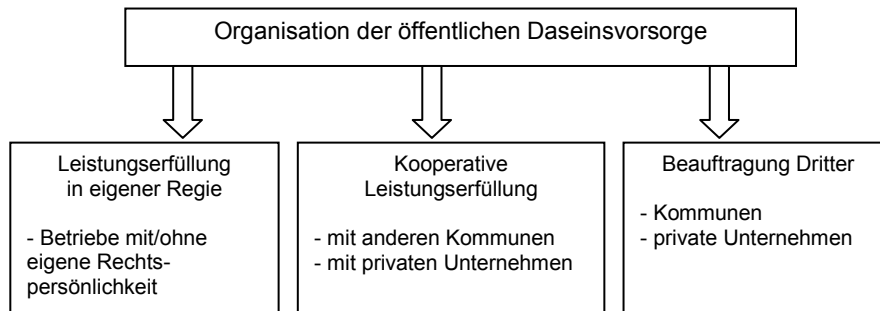 Organisation der öffentlichen Daseinsvorsorge
Leistungserfüllung
in eigener Regie
- Betriebe mit/ohne
eigene Rechts-
persönlichkeit
Kooperative
Leistungserfüllung
- mit anderen Kommunen
- mit privaten Unternehmen
Beauftragung Dritter
- Kommunen
- private Unternehmen